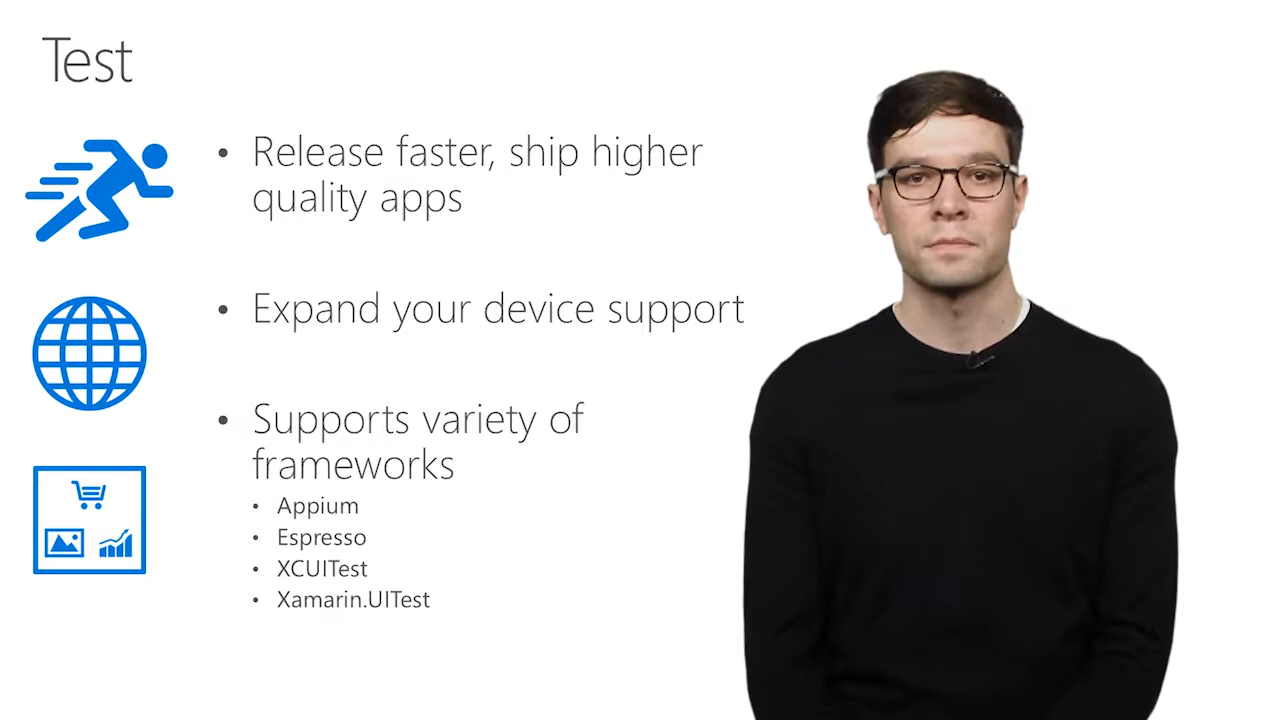 Test
• Release faster, ship higher
quality apps
• Expand your device support
• Supports variety of
frameworks
• Appium
• Espresso
• XCUITest
• Xamarin.UITest